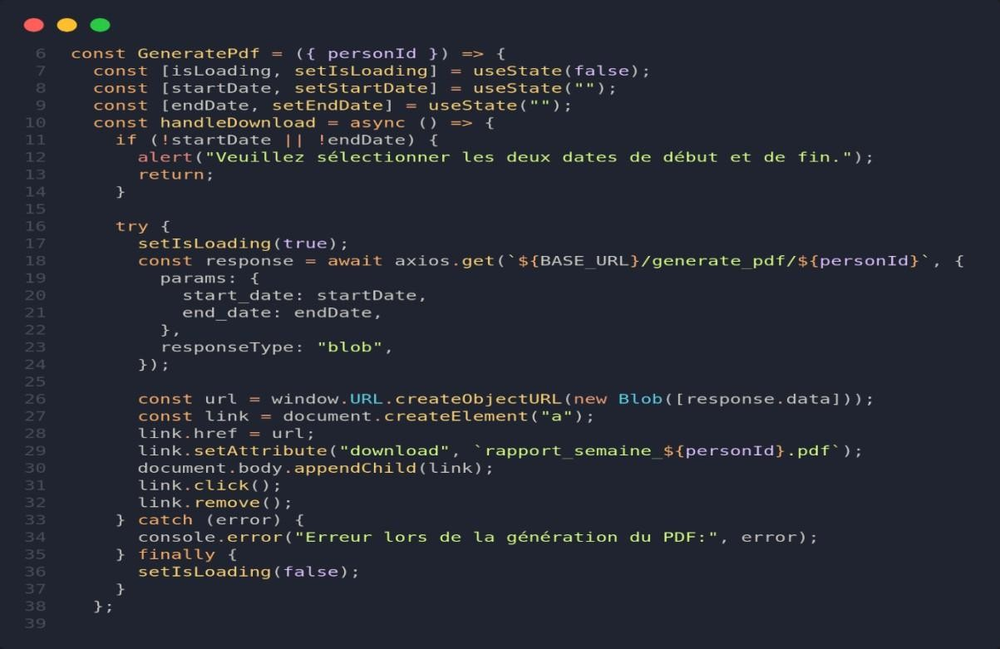 6 const GeneratePdf = ({ personId }) => {
7 const [isLoading, setIsLoading] = useState(false);
8 const [startDate, setStartDate] = useState("");
9 const [endDate, setEndDate] = useState("");
10 const handleDownload = async () => {
11 if (!startDate || !endDate) {
12 alert("Veuillez sélectionner les deux dates de début et de fin.");
13 return;
14 }
15
16 try {
17 setIsLoading(true);
18 const response = await axios.get(`${BASE_URL}/generate_pdf/${personId}`, {
19 params: {
20 start_date: startDate,
21 end_date: endDate,
22 },
23 responseType: "blob",
24 });
25
26 const url = window.URL.createObjectURL(new Blob([response.data]));
27 const link = document.createElement("a");
28 link.href = url;
29 link.setAttribute("download", `rapport_semaine_${personId}.pdf`);
30 document.body.appendChild(link);
31 link.click();
32 link.remove();
33 } catch (error) {
34 console.error("Erreur lors de la génération du PDF:", error);
35 } finally {
36 setIsLoading(false);
37 }
38 };
39